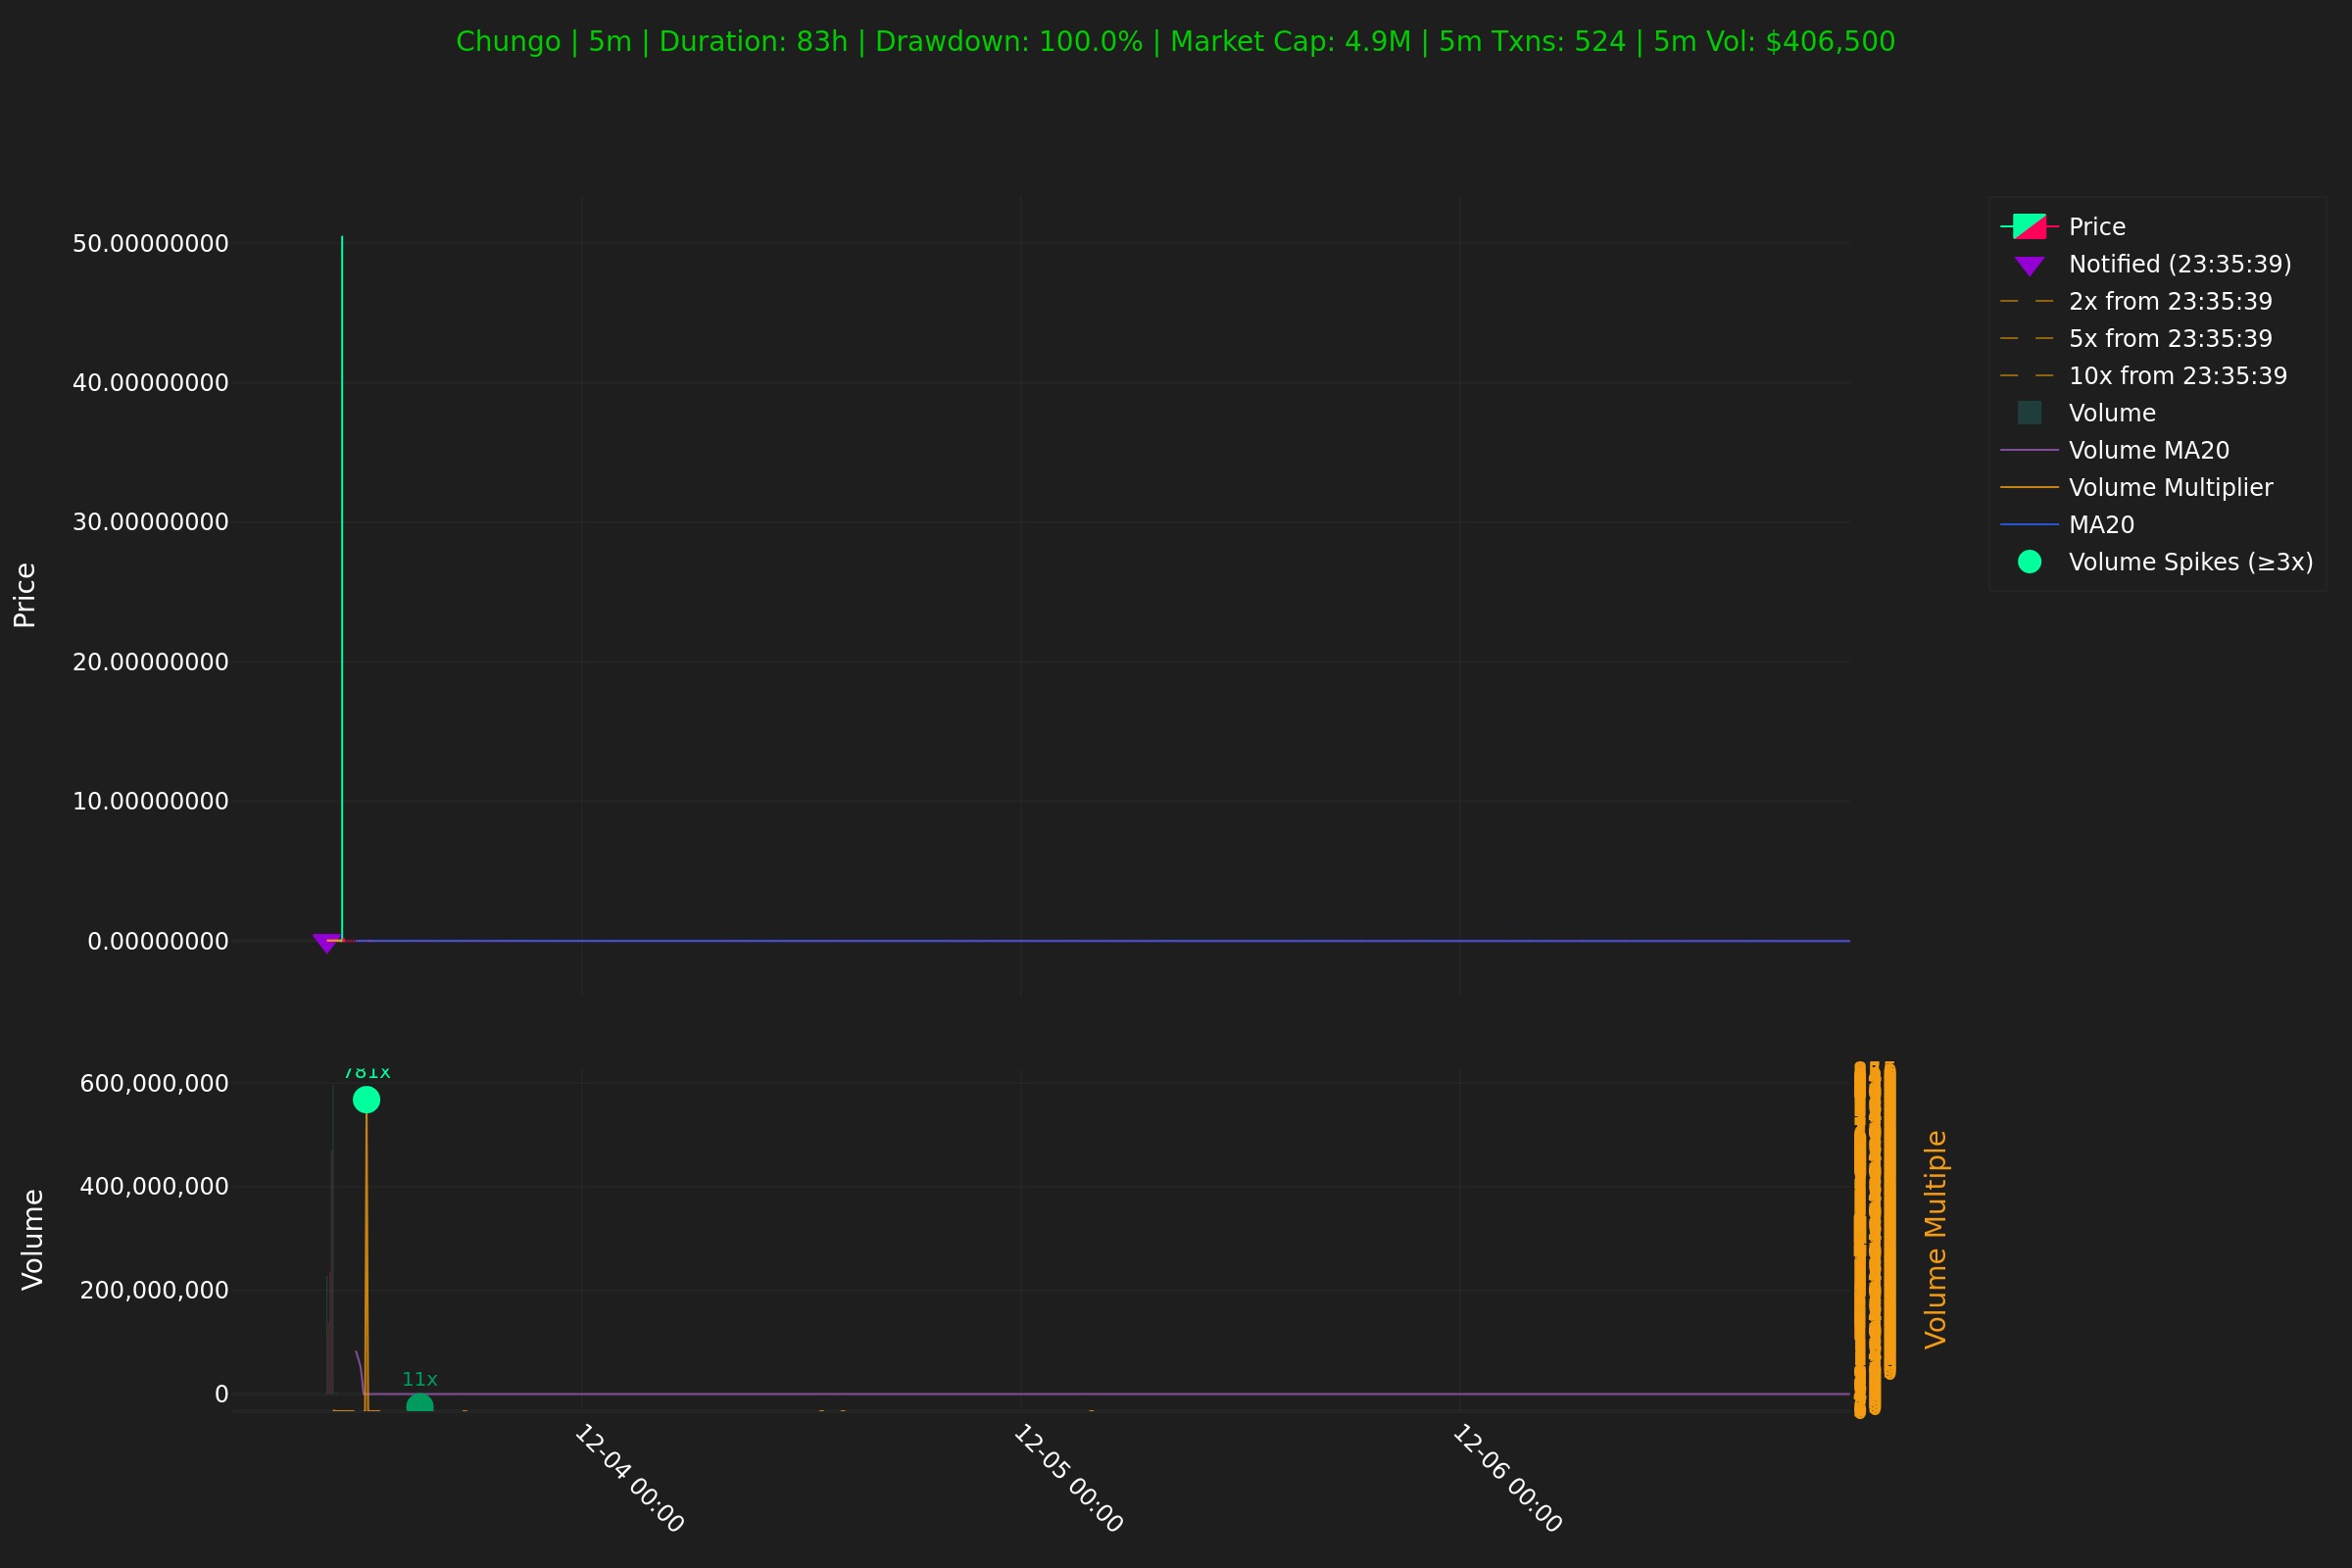 Chungo | 5m | Duration: 83h | Drawdown: 100.0% | Market Cap: 4.9M | 5m Txns: 524 | 5m Vol: $406,500
Price
50.00000000
40.00000000
30.00000000
20.00000000
10.00000000
0.00000000
Price
Notified (23:35:39)
2x from 23:35:39
5x from 23:35:39
10x from 23:35:39
Volume
Volume MA20
Volume Multiplier
MA20
Volume Spikes (≥3x)
Volume
600,000,000
400,000,000
200,000,000
0
781x
11x
Volume Multiple
12-04 00:00
12-05 00:00
12-06 00:00